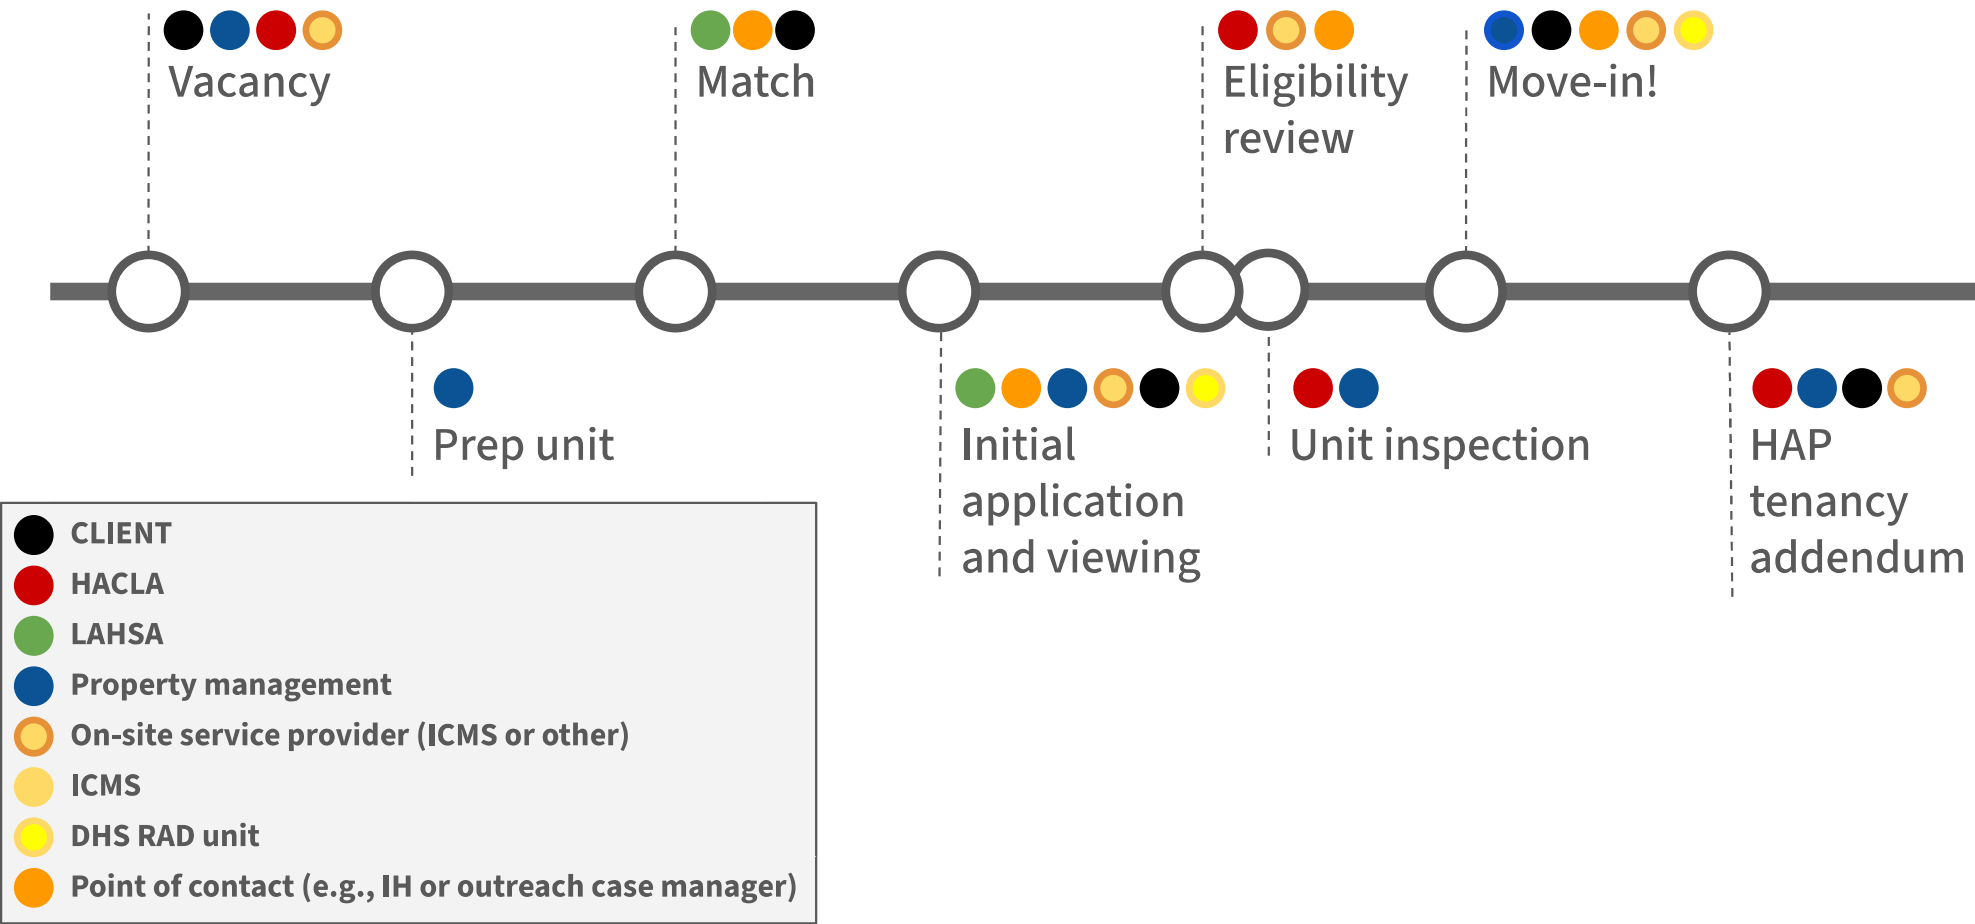 Vacancy
Match
Eligibility
review
Move-in!
Prep unit
Initial
application
and viewing
Unit inspection
HAP
tenancy
addendum
CLIENT
HACLA
LAHSA
Property management
On-site service provider (ICMS or other)
ICMS
DHS RAD unit
Point of contact (e.g., IH or outreach case manager)